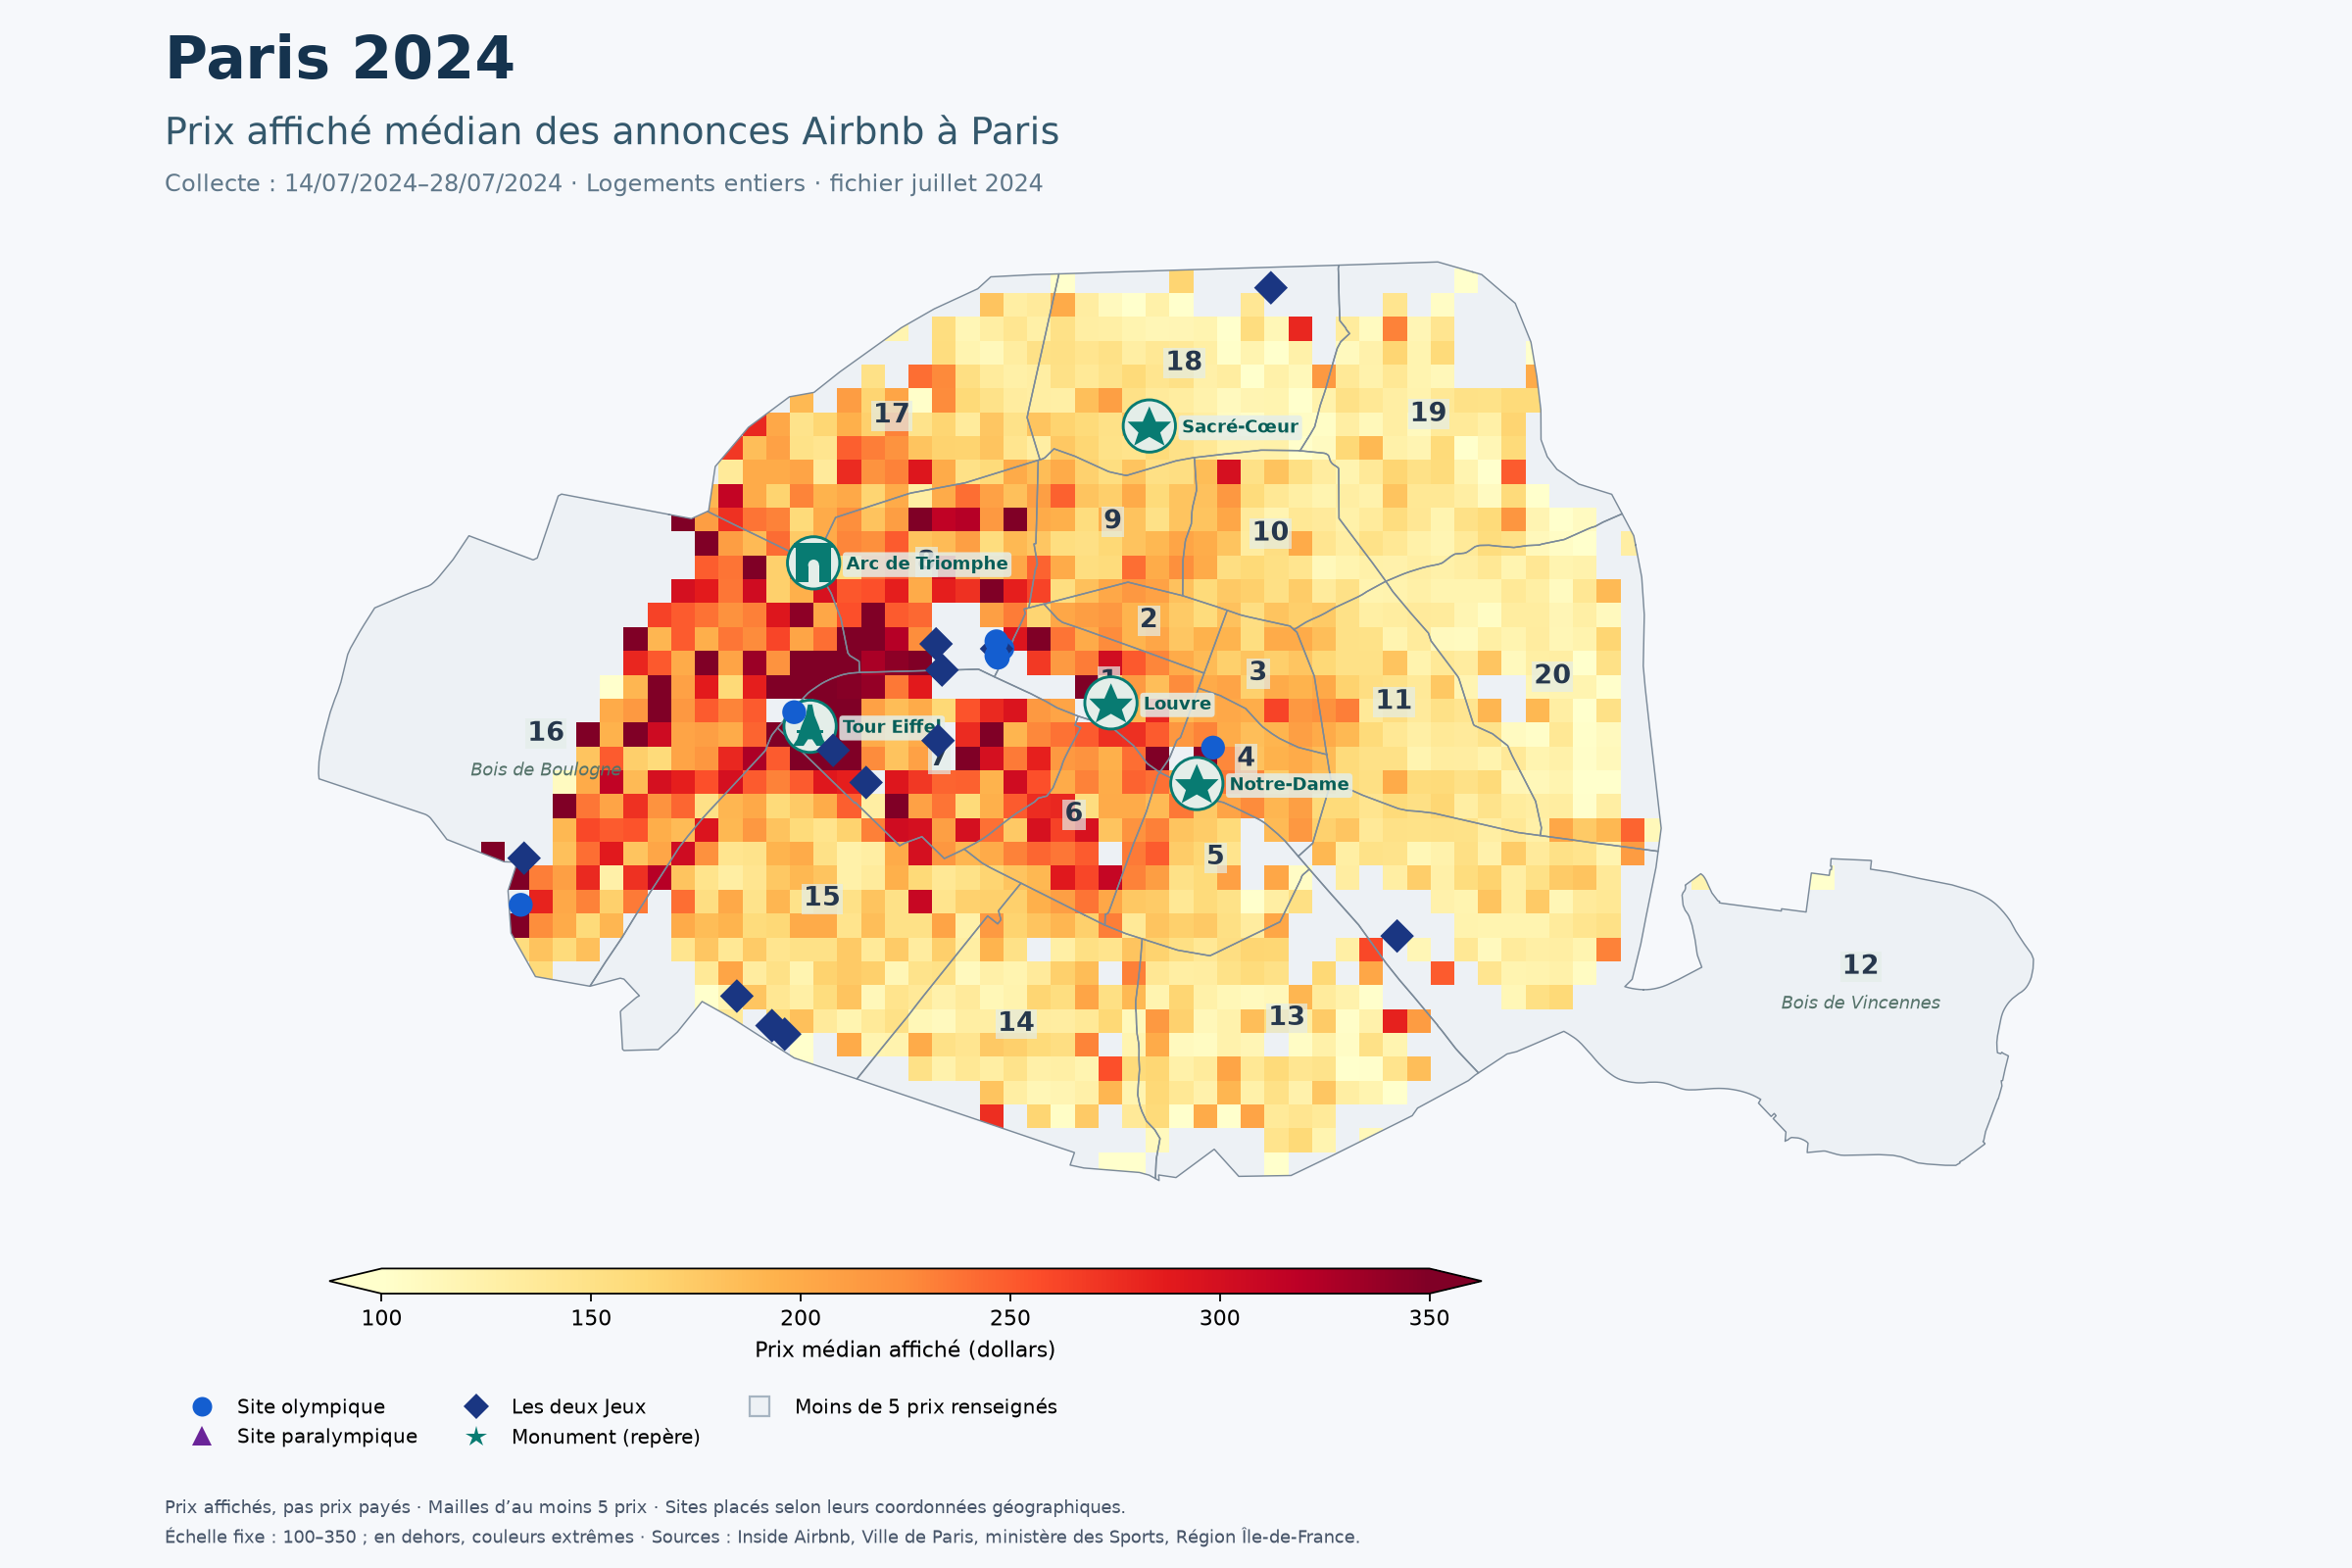 Paris 2024
Prix affiché médian des annonces Airbnb à Paris
Collecte : 14/07/2024–28/07/2024 · Logements entiers · fichier juillet 2024
18
17
19
Sacré-Cœur
9
10
Arc de Triomphe
2
3
20
1
11
Louvre
16
Tour Eiffel
7
4
Bois de Boulogne
Notre-Dame
6
5
15
12
Bois de Vincennes
14
13
100 150 200 250 300 350
Prix médian affiché (dollars)
Site olympique
Les deux Jeux
Moins de 5 prix renseignés
Site paralympique
Monument (repère)
Prix affichés, pas prix payés · Mailles d’au moins 5 prix · Sites placés selon leurs coordonnées géographiques.
Échelle fixe : 100–350 ; en dehors, couleurs extrêmes · Sources : Inside Airbnb, Ville de Paris, ministère des Sports, Région Île-de-France.